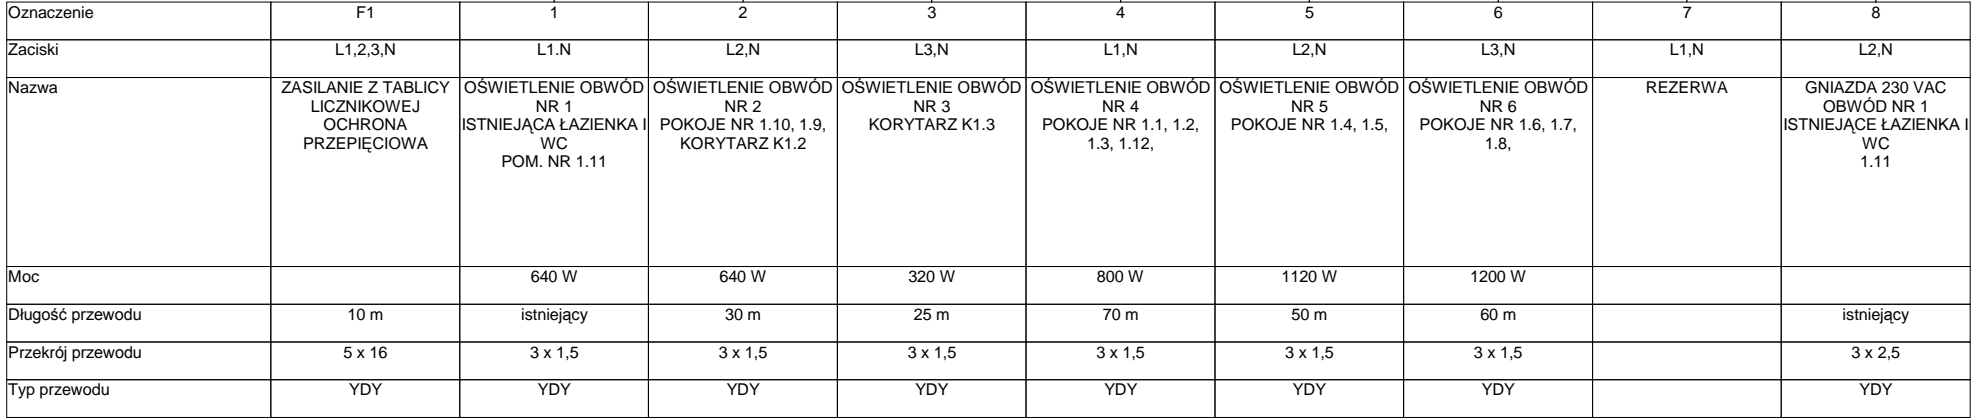 Oznaczenie F1 1 2 3 4 5 6 7 8
Zaciski L1,2,3,N L1.N L2,N L3,N L1,N L2,N L3,N L1,N L2,N
Nazwa ZASILANIE Z TABLICY OŚWIETLENIE OBWÓD OŚWIETLENIE OBWÓD OŚWIETLENIE OBWÓD OŚWIETLENIE OBWÓD OŚWIETLENIE OBWÓD OŚWIETLENIE OBWÓD REZERWA GNIAZDA 230 VAC
LICZNIKOWEJ NR 1 NR 2 NR 3 NR 4 NR 5 NR 6 OBWÓD NR 1
OCHRONA ISTNIEJĄCA ŁAZIENKA I POKOJE NR 1.10, 1.9, KORYTARZ K1.3 POKOJE NR 1.1, 1.2, POKOJE NR 1.4, 1.5, POKOJE NR 1.6, 1.7, ISTNIEJĄCE ŁAZIENKA I
PRZEPIĘCIOWA WC KORYTARZ K1.2 1.3, 1.12, 1.8, WC
POM. NR 1.11 1.11
Moc 640 W 640 W 320 W 800 W 1120 W 1200 W
Długość przewodu 10 m istniejący 30 m 25 m 70 m 50 m 60 m istniejący
Przekrój przewodu 5 x 16 3 x 1,5 3 x 1,5 3 x 1,5 3 x 1,5 3 x 1,5 3 x 1,5 3 x 2,5
Typ przewodu YDY YDY YDY YDY YDY YDY YDY YDY